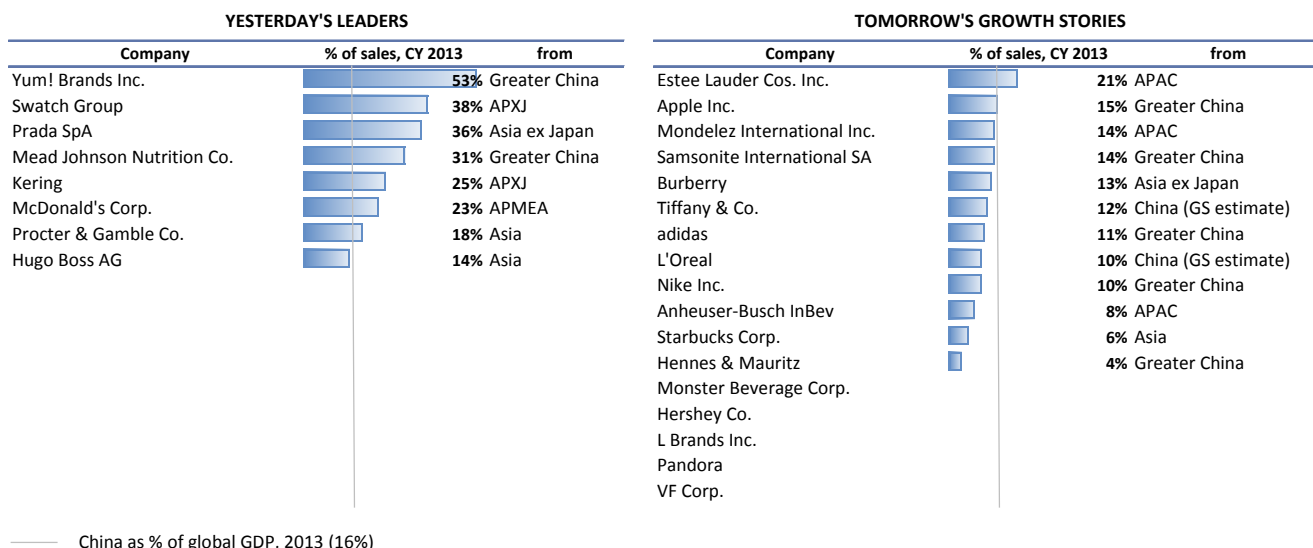 YESTERDAY'S LEADERS
Company % of sales, CY 2013 from
Yum! Brands Inc. 53% Greater China
Swatch Group 38% APXJ
Prada SpA 36% Asia ex Japan
Mead Johnson Nutrition Co. 31% Greater China
Kering 25% APXJ
McDonald's Corp. 23% APMEA
Procter & Gamble Co. 18% Asia
Hugo Boss AG 14% Asia
TOMORROW'S GROWTH STORIES
Company % of sales, CY 2013 from
Estee Lauder Cos. Inc. 21% APAC
Apple Inc. 15% Greater China
Mondelez International Inc. 14% APAC
Samsonite International SA 14% Greater China
Burberry 13% Asia ex Japan
Tiffany & Co. 12% China (GS estimate)
adidas 11% Greater China
L'Oreal 10% China (GS estimate)
Nike Inc. 10% Greater China
Anheuser-Busch InBev 8% APAC
Starbucks Corp. 6% Asia
Hennes & Mauritz 4% Greater China
Monster Beverage Corp.
Hershey Co.
L Brands Inc.
Pandora
VF Corp.
China as % of global GDP, 2013 (16%)